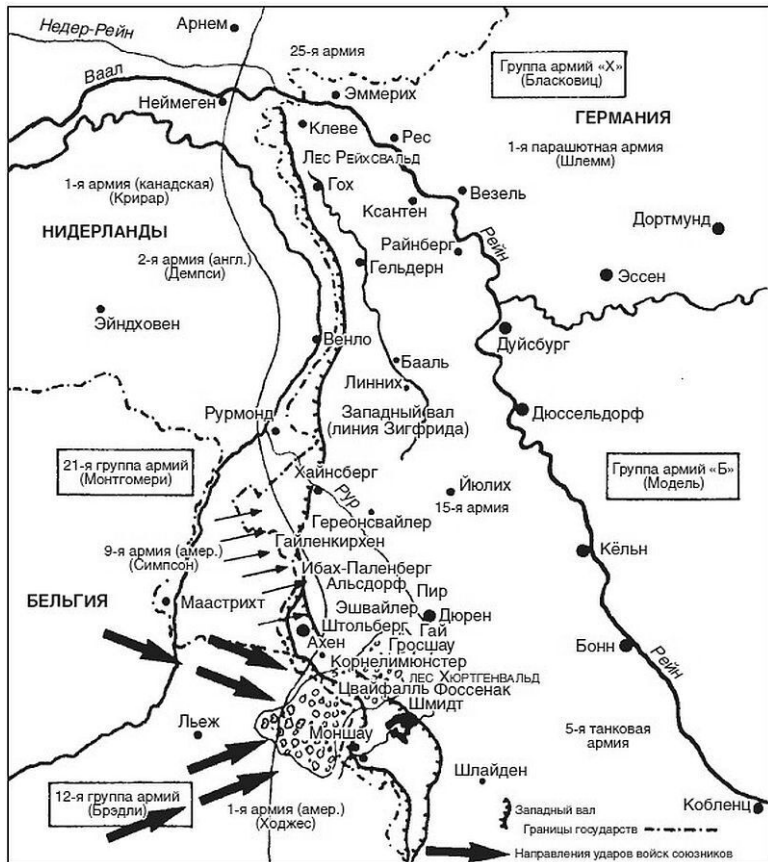 Арнем
Недер-Рейн
25-я армия
Группа армий «Х»
(Бласковиц)
Ваал
Эммерих
Неймеген
ГЕРМАНИЯ
Клеве
Рес
1-я парашютная армия
(Шлемм)
ЛЕС РЕЙХСВАЛЬД
1-я армия (канадская)
(Крирар)
Гох
Везель
Ксантен
Дортмунд
НИДЕРЛАНДЫ
Райнберг
Рейн
2-я армия (англ.)
(Демпси)
Гельдерн
Эссен
Эйндховен
Дуйсбург
Венло
Бааль
Линних
Рурмонд
Западный вал
(линия Зигфрида)
Дюссельдорф
21-я группа армий
(Монтгомери)
Группа армий «Б»
(Модель)
Хайнсберг
Рур
Йюлих
15-я армия
Гереонсвайлер
9-я армия (амер.)
(Симпсон)
Гайленкирхен
Кёльн
Ибах-Паленберг
Альсдорф
БЕЛЬГИЯ
Маастрихт
Пир
Эшвайлер
Дюрен
Штольберг
Гай
Ахен
Гросшау
Бонн
Рейн
Корнелимюнстер
ЛЕС ХЮРТГЕНВАЛЬД
Цвайфалль Фоссенак
Шмидт
Льеж
Моншау
5-я танковая
армия
Шлайден
12-я группа армий
(Брэдли)
1-я армия (амер.)
(Ходжес)
Западный вал
Кобленц
Границы государств
Направления ударов войск союзников